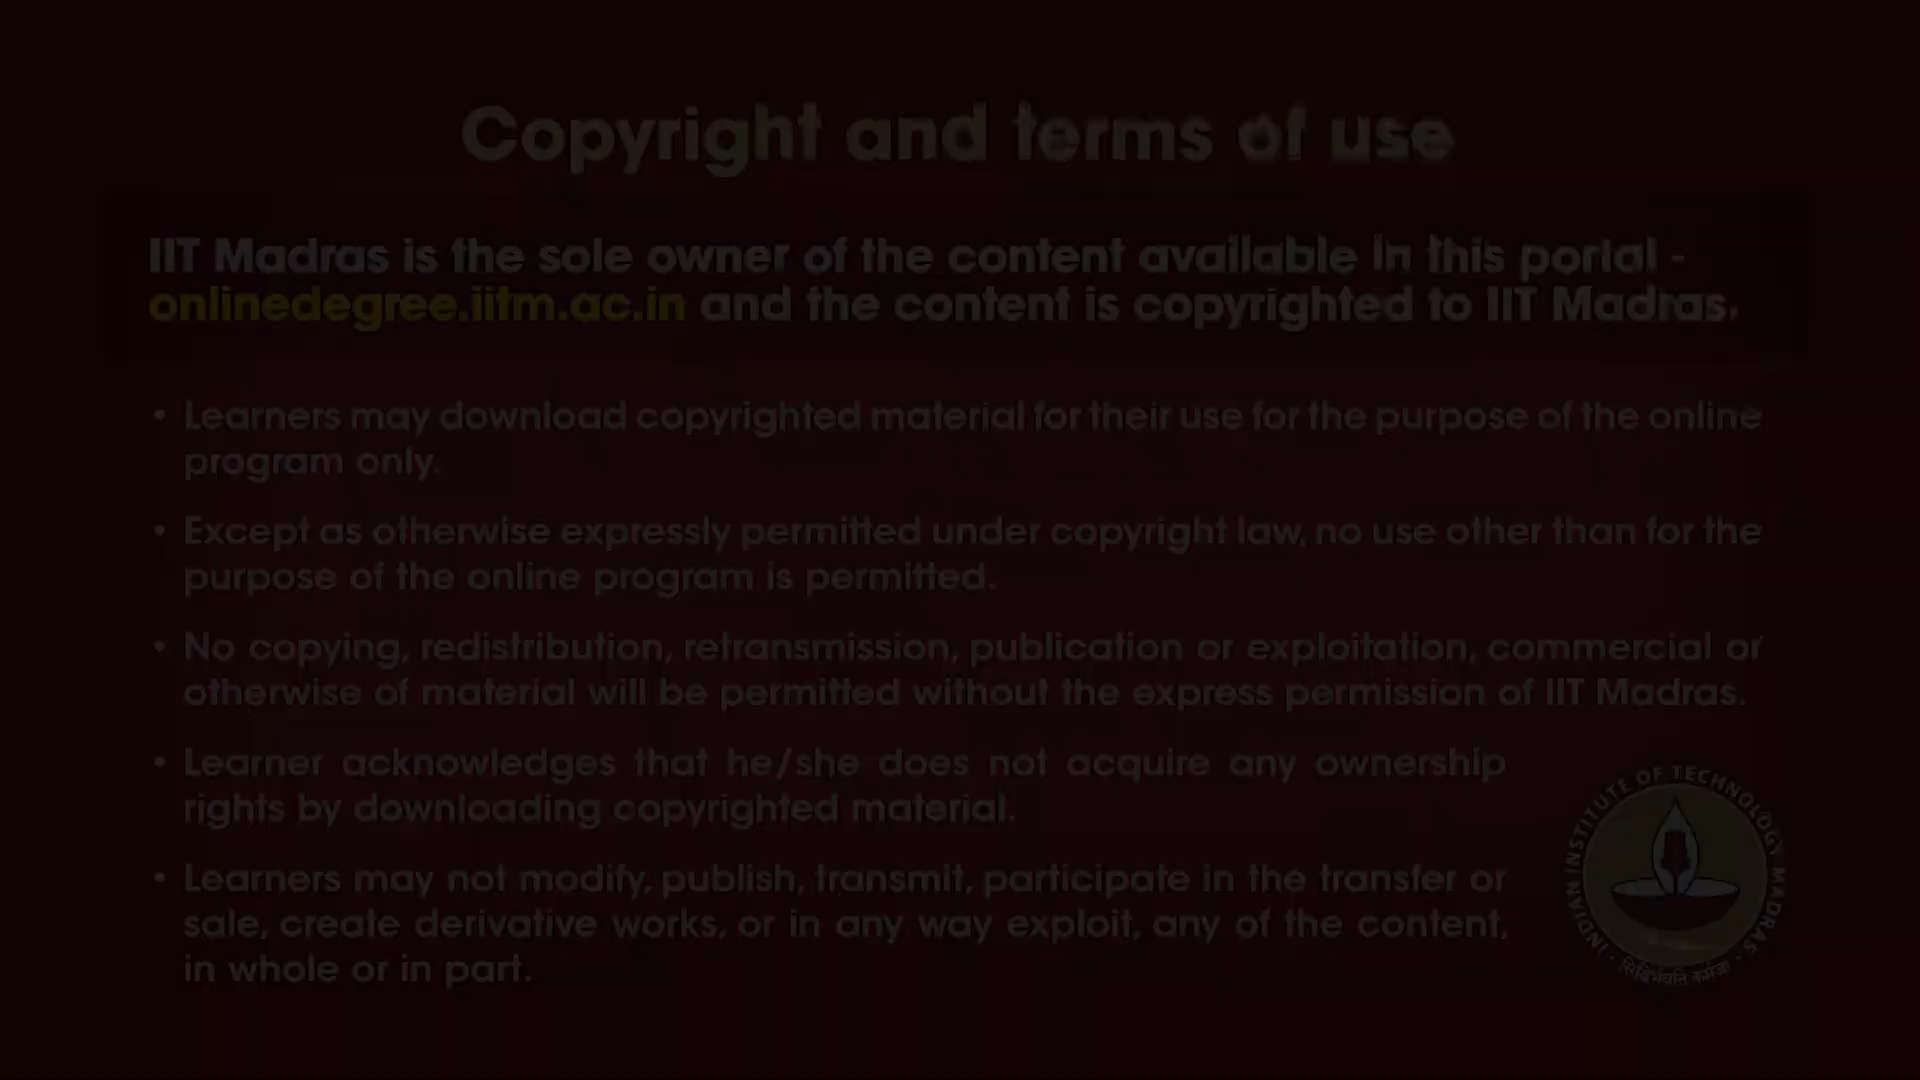 Copyright and terms of use
IIT Madras is the sole owner of the content available in this portal -
onlinedegree.iitm.ac.in and the content is copyrighted to IIT Madras.
• Learners may download copyrighted material for their use for the purpose of the online
program only.
• Except as otherwise expressly permitted under copyright law, no use other than for the
purpose of the online program is permitted.
• No copying, redistribution, retransmission, publication or exploitation, commercial or
otherwise of material will be permitted without the express permission of IIT Madras.
• Learner acknowledges that he/she does not acquire any ownership
rights by downloading copyrighted material.
• Learners may not modify, publish, transmit, participate in the transfer or
sale, create derivative works, or in any way exploit, any of the content,
in whole or in part.
INDIAN INSTITUTE OF TECHNOLOGY MADRAS